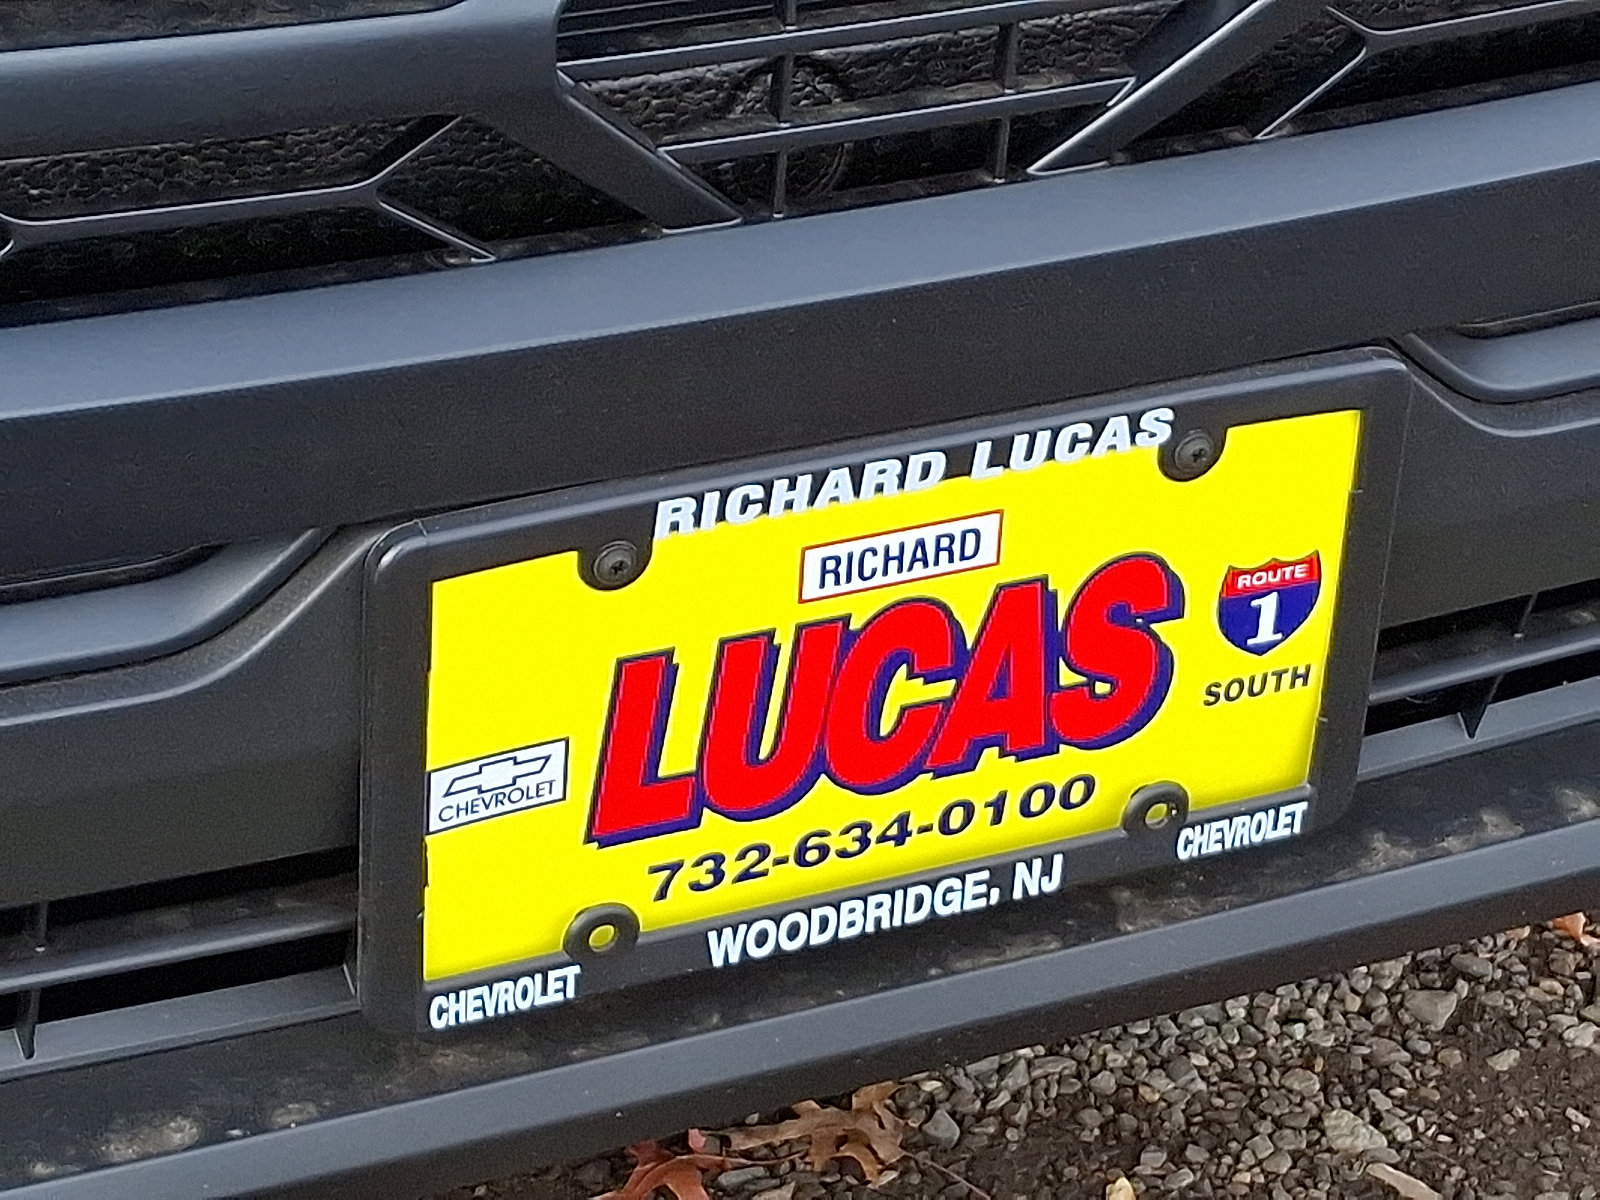 RICHARD LUCAS
RICHARD
LUCAS
ROUTE
1
SOUTH
CHEVROLET
732-634-0100
WOODBRIDGE, NJ
CHEVROLET
CHEVROLET